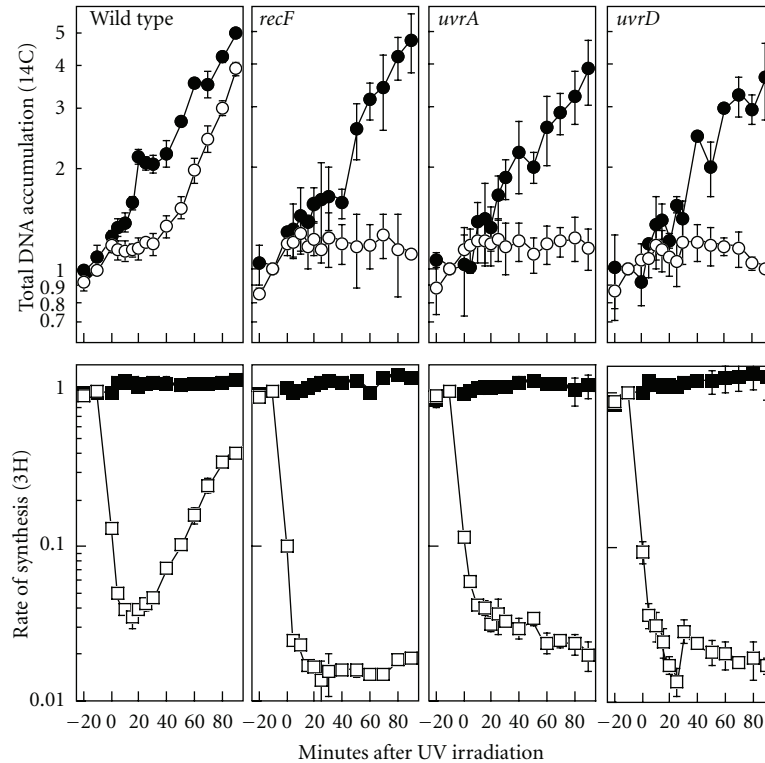 Wild type
recF
uvrA
uvrD
Total DNA accumulation (14C)
5
4
3
2
1
0.9
0.8
0.7
Rate of synthesis (3H)
1
0.1
0.01
−20 0 20 40 60 80
−20 0 20 40 60 80
−20 0 20 40 60 80
−20 0 20 40 60 80
Minutes after UV irradiation